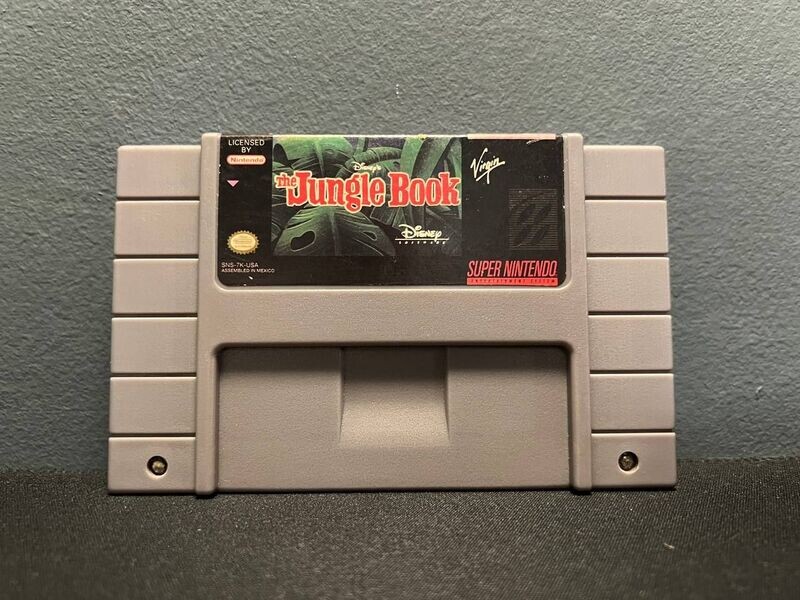 LICENSED
BY
Nintendo
SNS-7K-USA
ASSEMBLED IN MEXICO
Disney's
The Jungle Book
Disney
SOFTWARE
Virgin
SUPER NINTENDO
ENTERTAINMENT SYSTEM